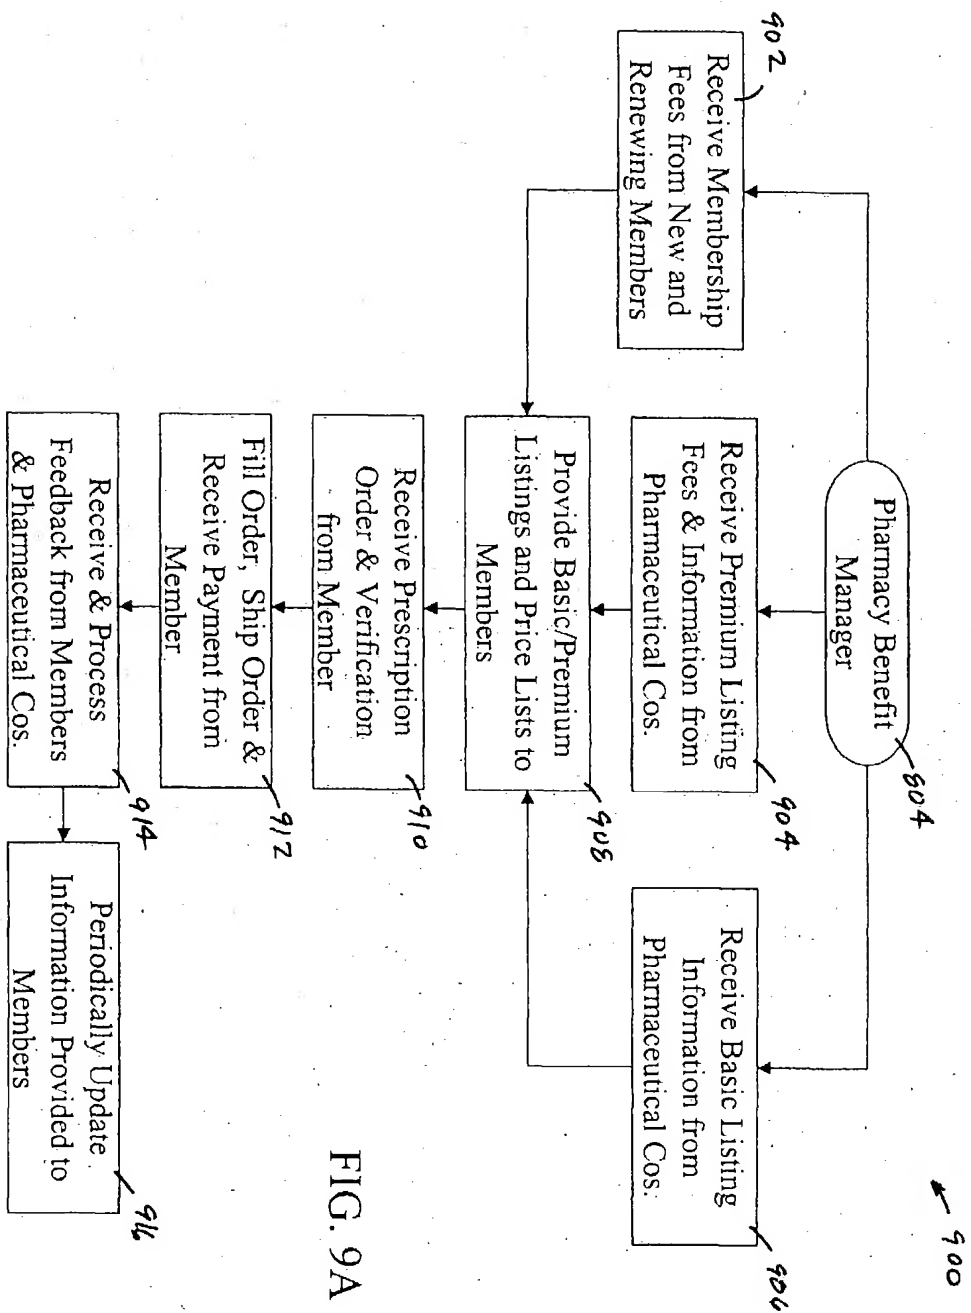 900
Pharmacy Benefit
Manager
804
902
Receive Membership
Fees from New and
Renewing Members
Receive Premium Listing
Fees & Information from
Pharmaceutical Cos.
904
Receive Basic Listing
Information from
Pharmaceutical Cos.
906
Provide Basic/Premium
Listings and Price Lists to
Members
908
Receive Prescription
Order & Verification
from Member
910
Fill Order, Ship Order &
Receive Payment from
Member
912
Receive & Process
Feedback from Members
& Pharmaceutical Cos.
914
Periodically Update
Information Provided to
Members
916
FIG. 9A